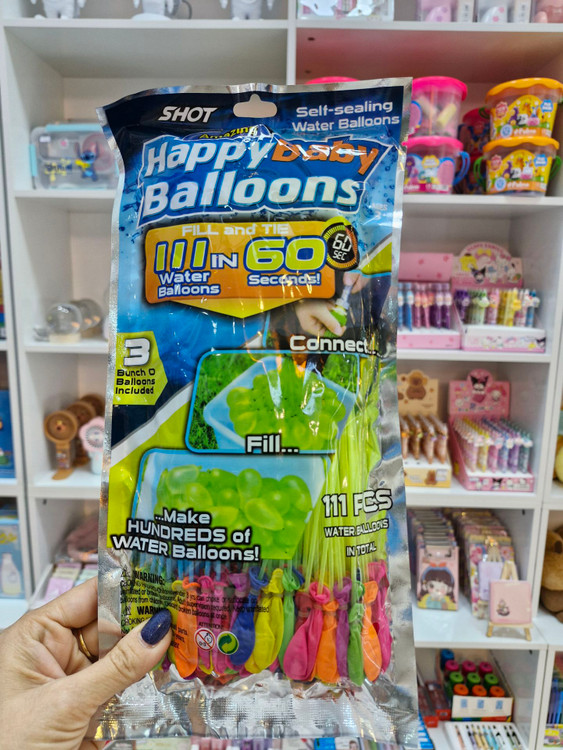 SHOT
Self-sealing
Water Balloons
Amazing
Happy Baby
Balloons
FILL and TIE
111 IN 60
Water
Balloons
Seconds!
60
SEC
3
Bunch O
Balloons
Included
Connect...
Fill...
...Make
HUNDREDS of
WATER Balloons!
111 PCS
WATER BALLOONS
IN TOTAL
WARNING:
WARNING